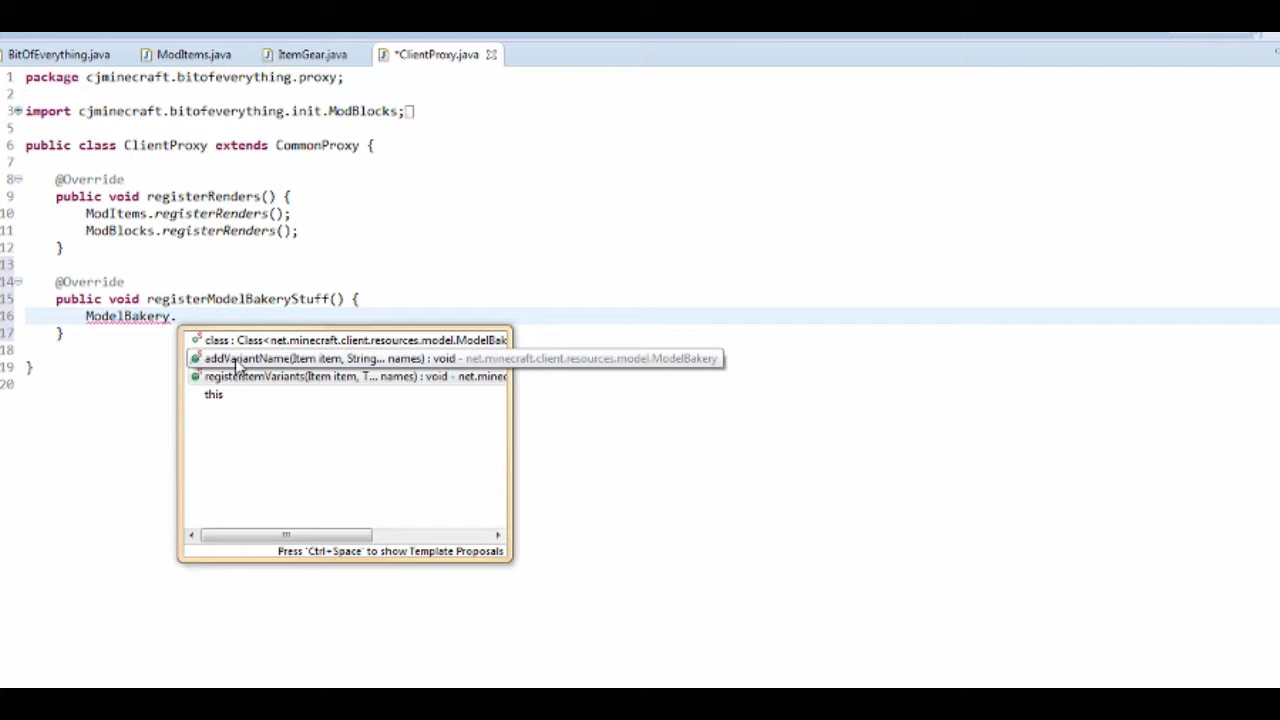 BitOfEverything.java ModItems.java ItemGear.java *ClientProxy.java
1 package cjminecraft.bitofeverything.proxy;
2
3 import cjminecraft.bitofeverything.init.ModBlocks;
5
6 public class ClientProxy extends CommonProxy {
7
8 @Override
9 public void registerRenders() {
10 ModItems.registerRenders();
11 ModBlocks.registerRenders();
12 }
13
14 @Override
15 public void registerModelBakeryStuff() {
16 ModelBakery.
17 }
18
19 }
20
class : Class<net.minecraft.client.resources.model.ModelBak
addVariantName(Item item, String... names) : void - net.minecraft.client.resources.model.ModelBakery
registerItemVariants(Item item, T... names) : void - net.minec
this
Press 'Ctrl+Space' to show Template Proposals